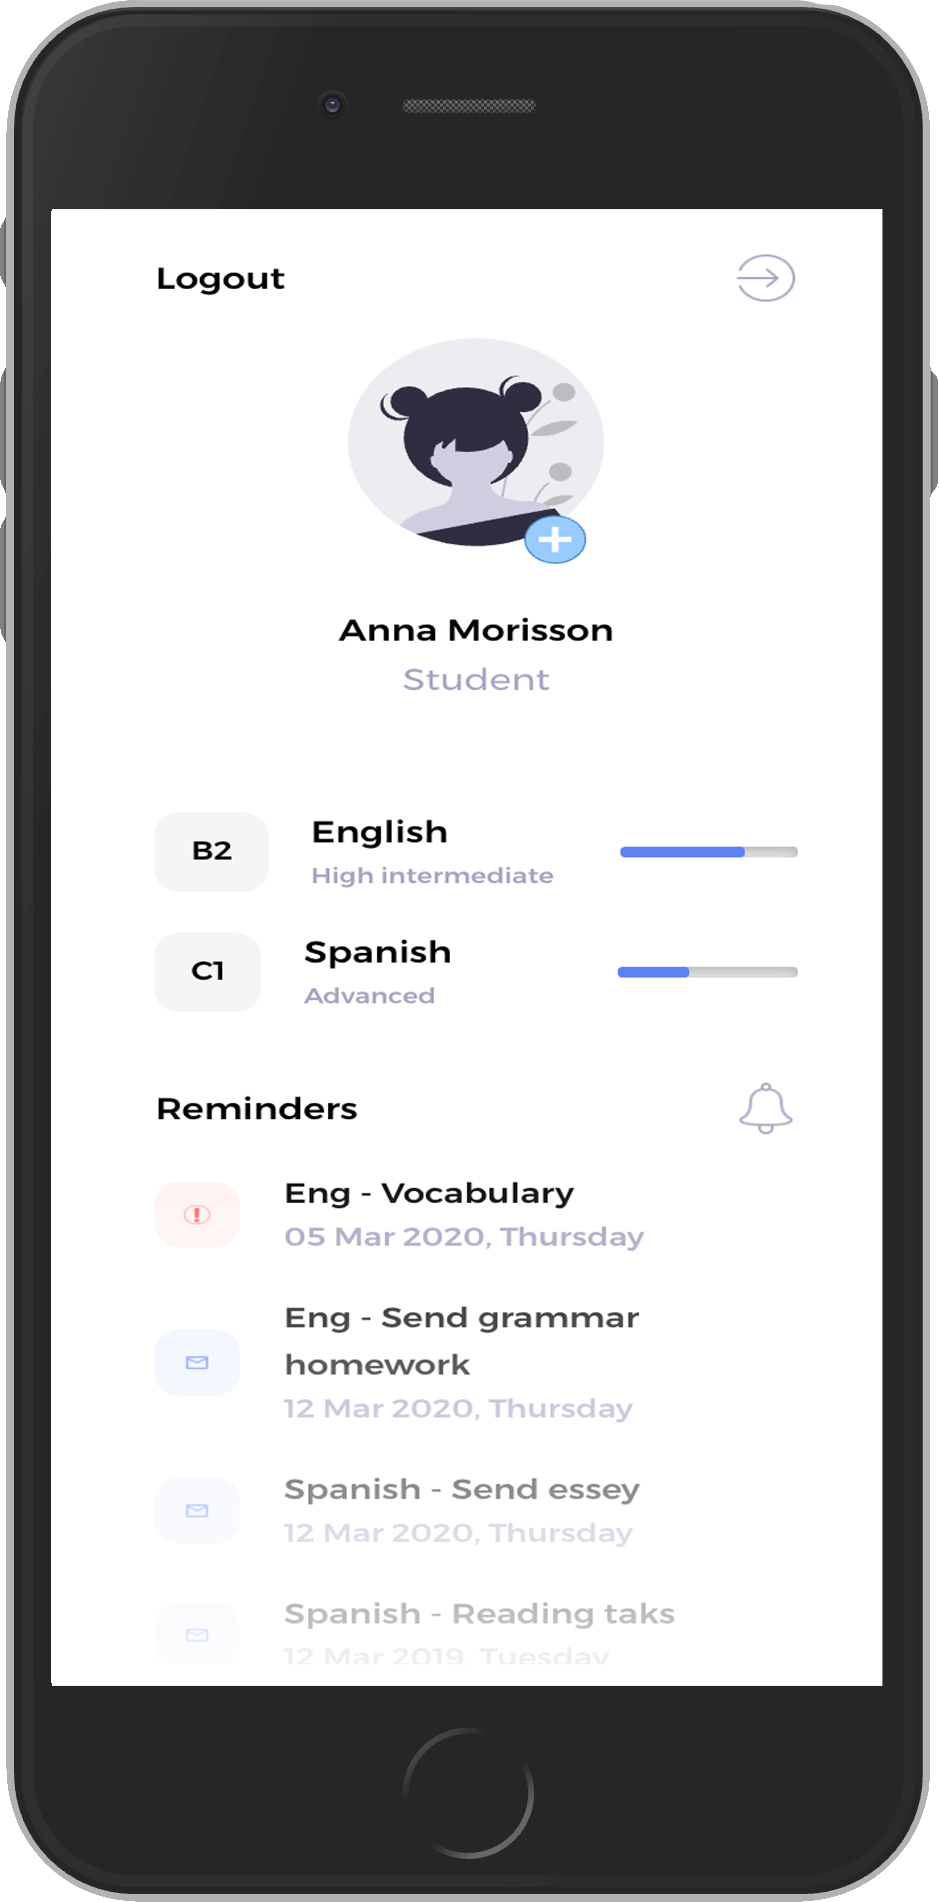 Logout
Anna Morisson
Student
B2
English
High intermediate
C1
Spanish
Advanced
Reminders
Eng - Vocabulary
05 Mar 2020, Thursday
Eng - Send grammar
homework
12 Mar 2020, Thursday
Spanish - Send essey
12 Mar 2020, Thursday
Spanish - Reading taks
12 Mar 2019, Tuesday